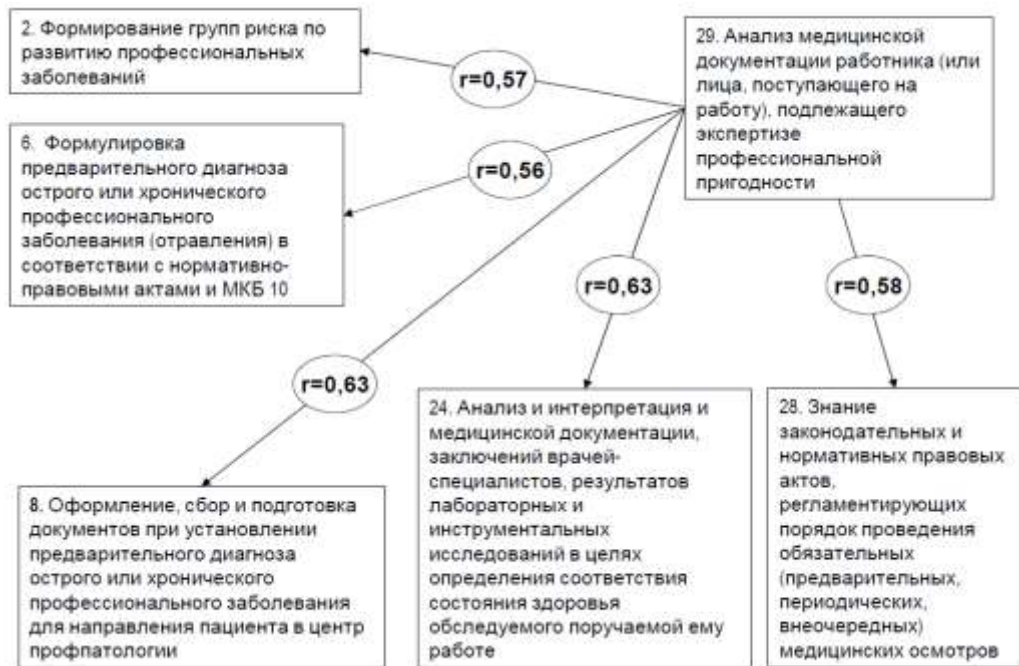 2. Формирование групп риска по
развитию профессиональных
заболеваний
r=0,57
29. Анализ медицинской
документации работника (или
лица, поступающего на
работу), подлежащего
экспертизе
профессиональной
пригодности
6. Формулировка
предварительного диагноза
острого или хронического
профессионального
заболевания (отравления) в
соответствии с нормативно-
правовыми актами и МКБ 10
r=0,56
r=0,63
r=0,58
r=0,63
8. Оформление, сбор и подготовка
документов при установлении
предварительного диагноза
острого или хронического
профессионального заболевания
для направления пациента в центр
профпатологии
24. Анализ и интерпретация и
медицинской документации,
заключений врачей-
специалистов, результатов
лабораторных и
инструментальных
исследований в целях
определения соответствия
состояния здоровья
обследуемого поручаемой ему
работе
28. Знание
законодательных и
нормативных правовых
актов,
регламентирующих
порядок проведения
обязательных
(предварительных,
периодических,
внеочередных)
медицинских осмотров